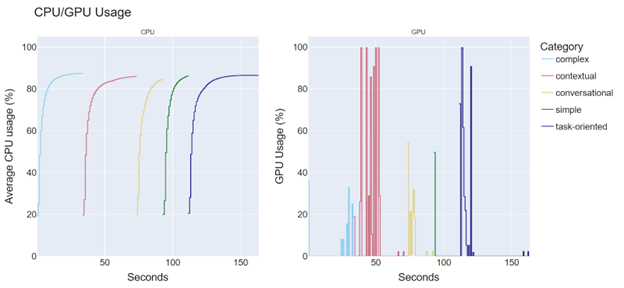 CPU/GPU Usage
CPU
GPU
100
80
60
40
20
0
Average CPU usage (%)
50
100
150
Seconds
100
80
60
40
20
0
GPU Usage (%)
50
100
150
Seconds
Category
complex
contextual
conversational
simple
task-oriented